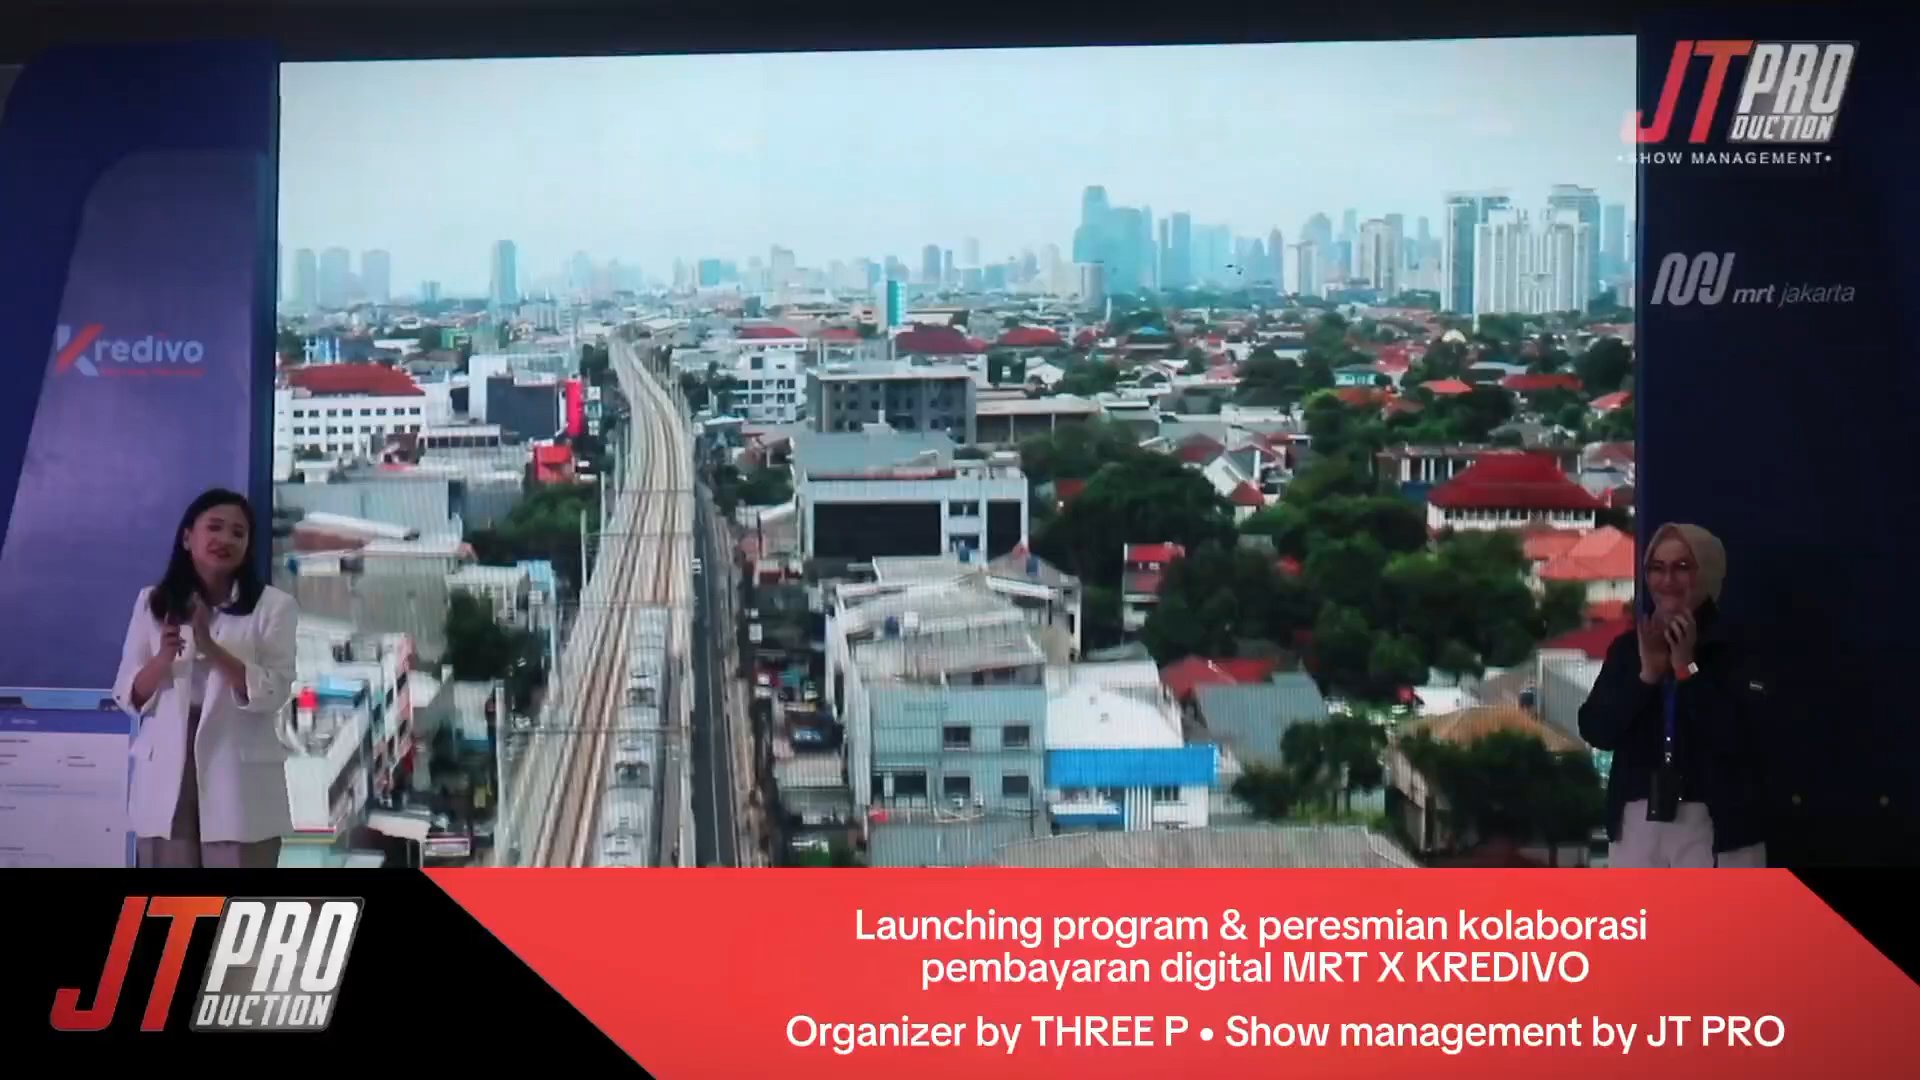 JT PRO
DUCTION
•SHOW MANAGEMENT•
mrt jakarta
Kredivo
JT PRO
DUCTION
Launching program & peresmian kolaborasi
pembayaran digital MRT X KREDIVO
Organizer by THREE P • Show management by JT PRO